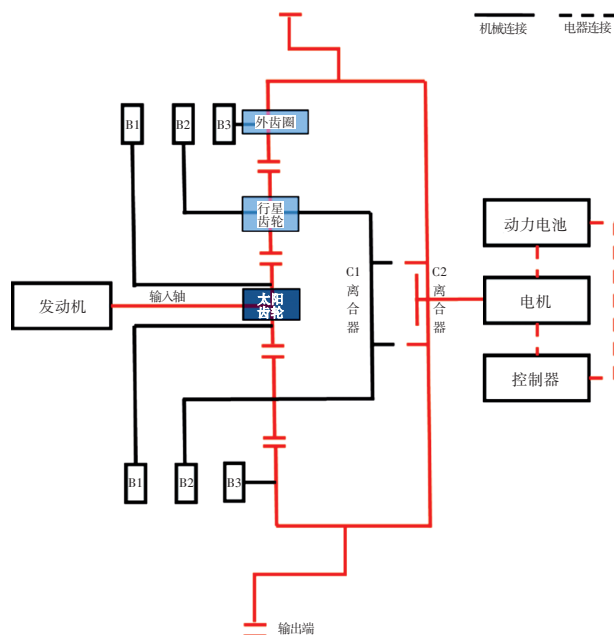 机械连接
电器连接
B1
B2
B3
外齿圈
行星
齿轮
动力电池
C1
离
合
器
C2
离
合
器
输入轴
太阳
齿轮
发动机
电机
控制器
B1
B2
B3
输出端